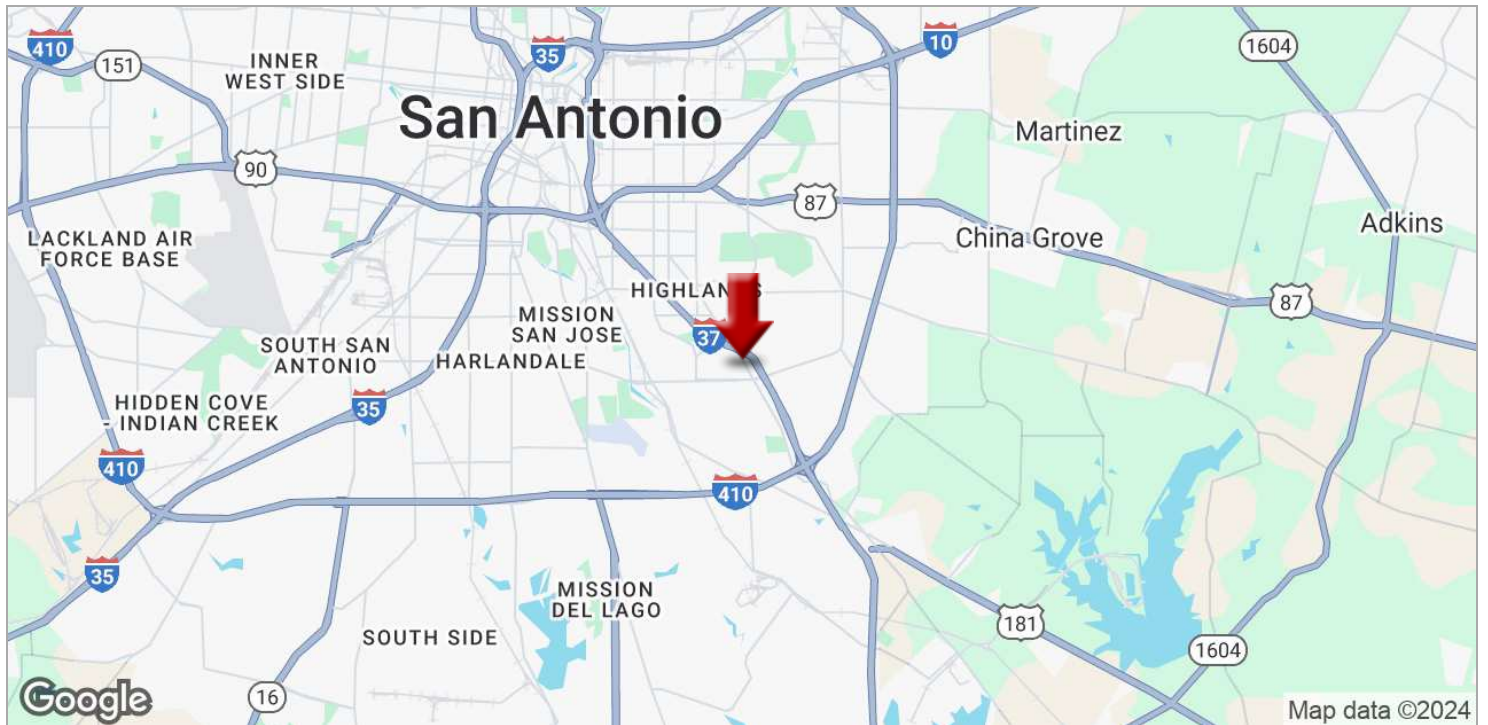 410
151
INNER
WEST SIDE
35
10
1604
San Antonio
Martinez
90
87
LACKLAND AIR
FORCE BASE
China Grove
Adkins
HIGHLANDS
87
MISSION
SAN JOSE
37
SOUTH SAN
ANTONIO
HARLANDALE
35
HIDDEN COVE
- INDIAN CREEK
410
410
35
MISSION
DEL LAGO
181
SOUTH SIDE
1604
16
Google
Map data ©2024